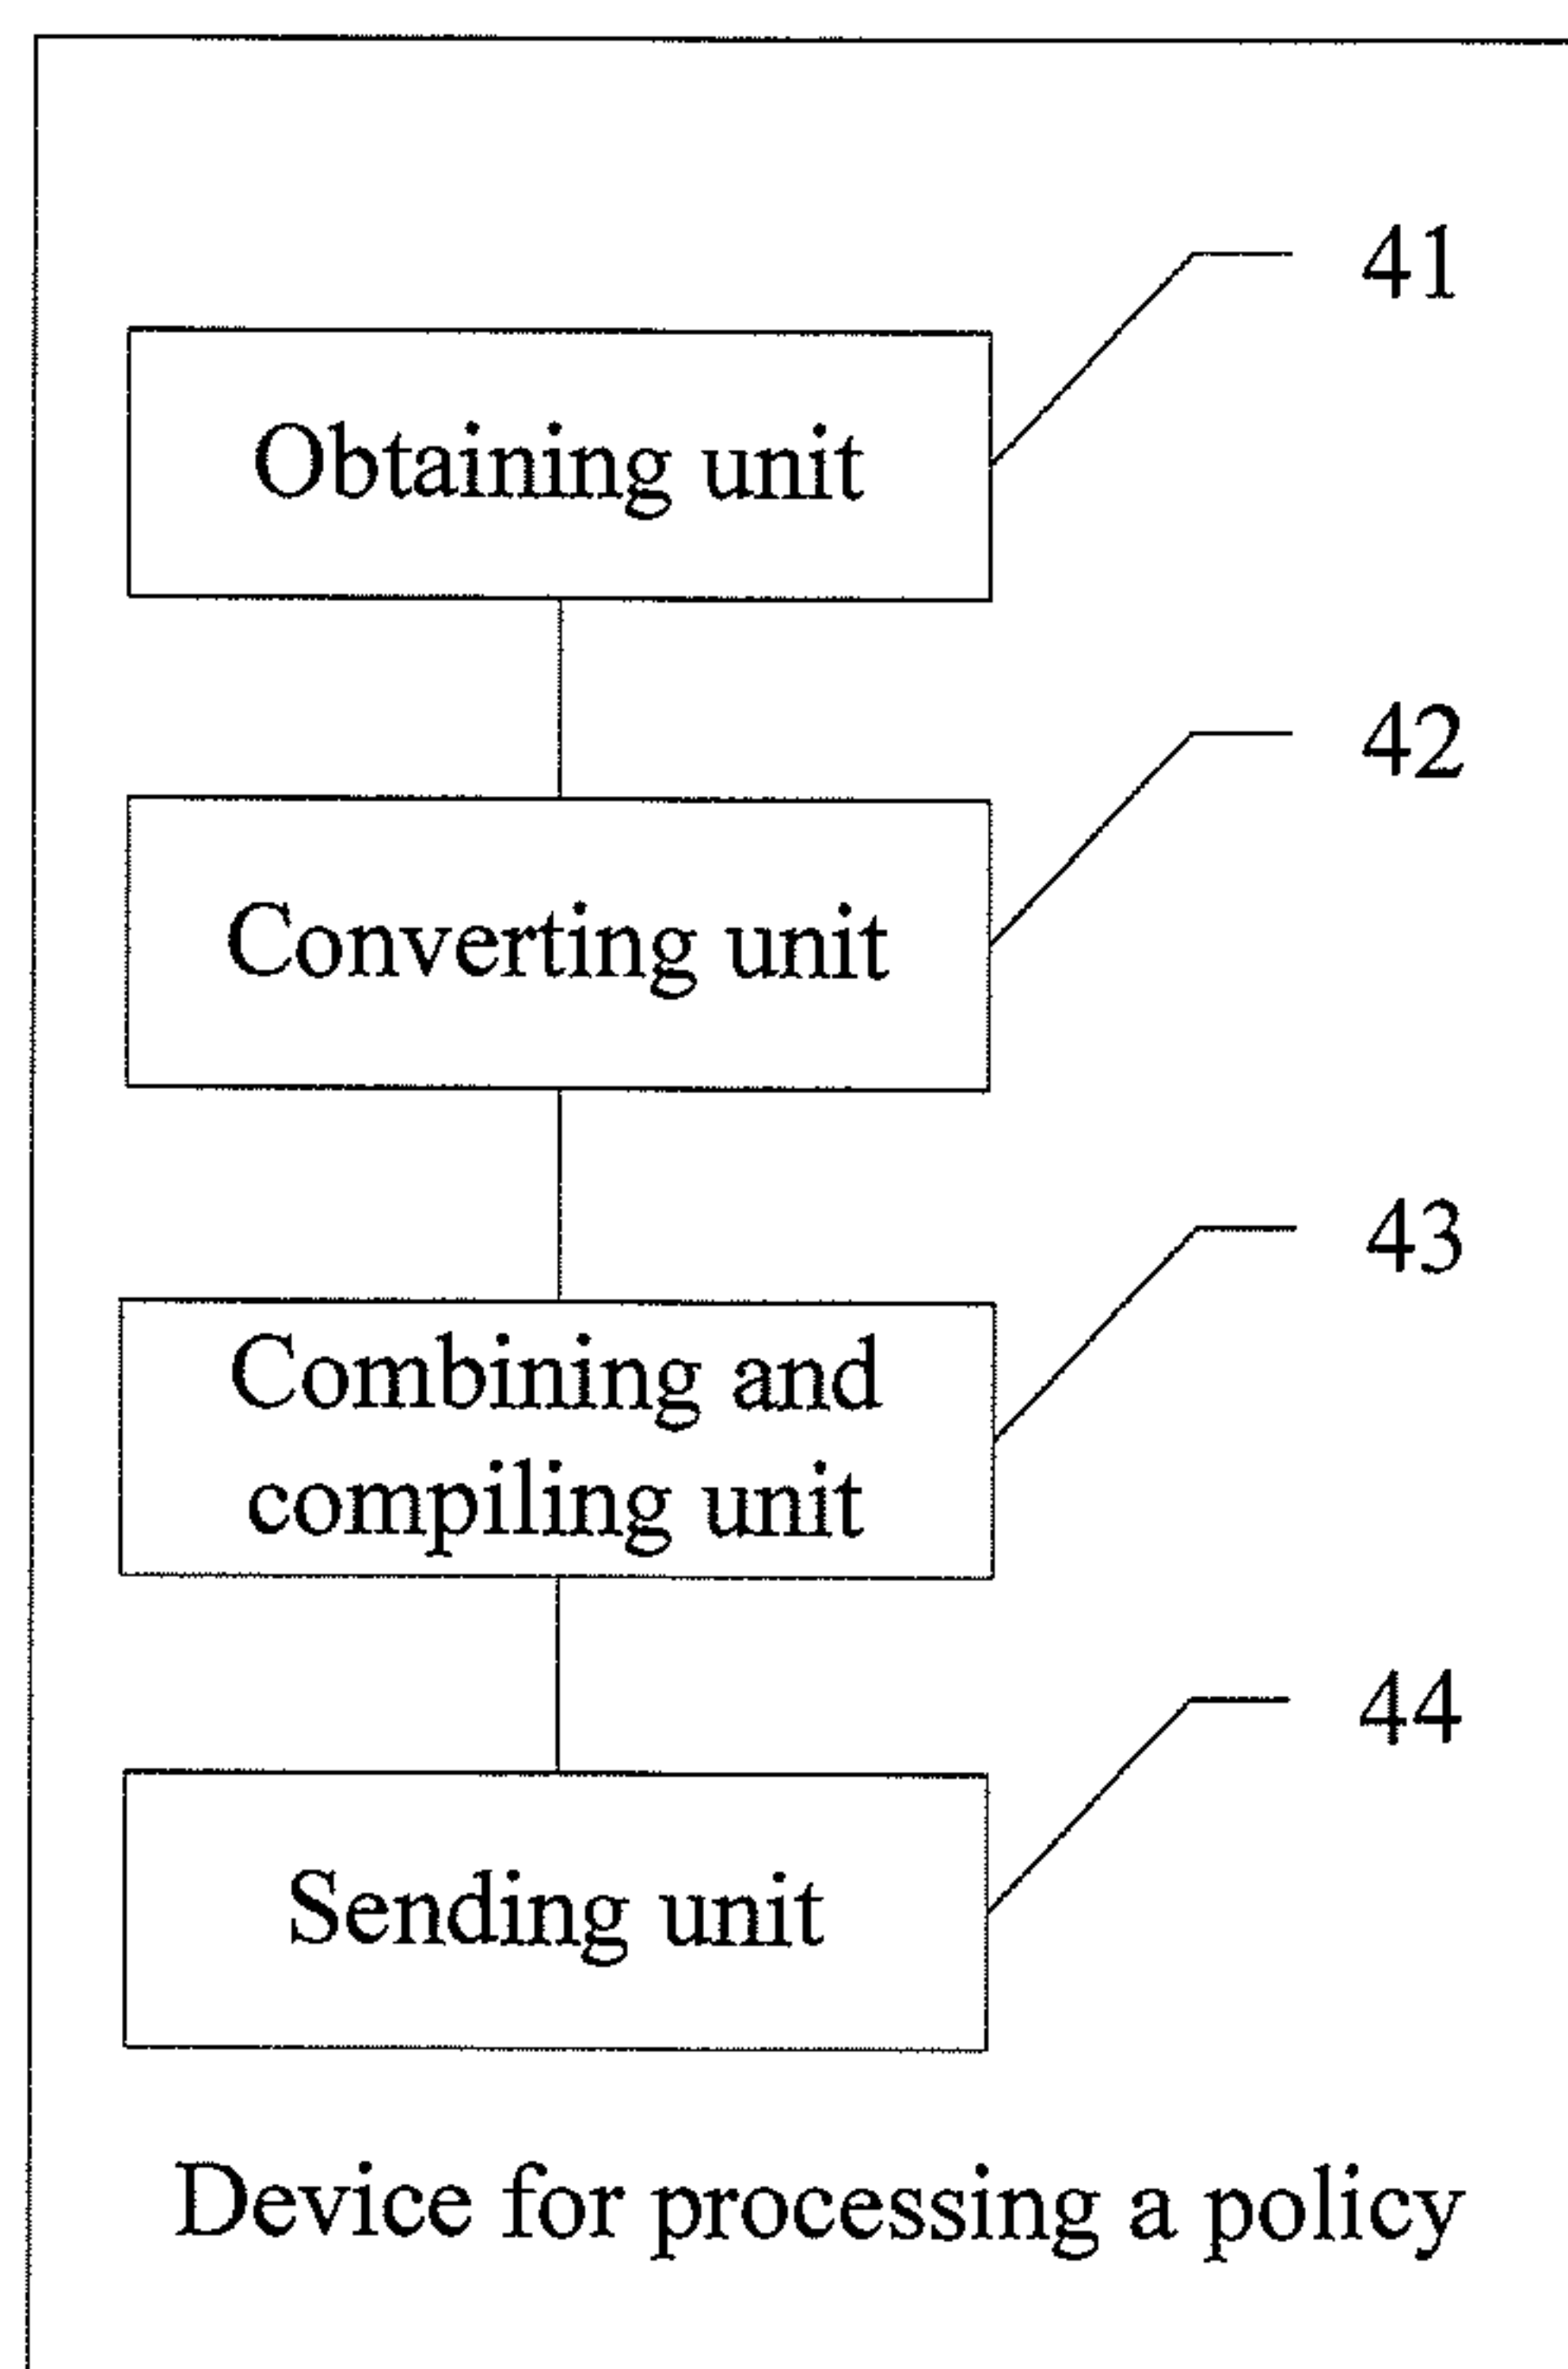 41
Obtaining unit
42
Converting unit
43
Combining and
compiling unit
44
Sending unit
Device for processing a policy